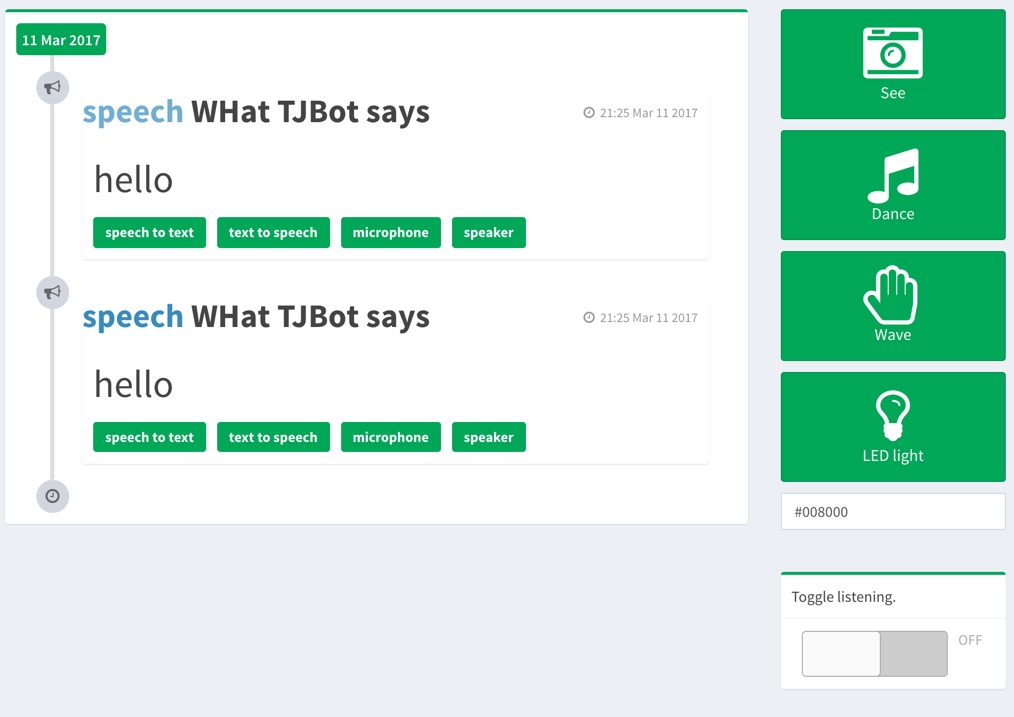 11 Mar 2017
speech WHat TJBot says
21:25 Mar 11 2017
hello
speech to text
text to speech
microphone
speaker
speech WHat TJBot says
21:25 Mar 11 2017
hello
speech to text
text to speech
microphone
speaker
See
Dance
Wave
LED light
#008000
Toggle listening.
OFF